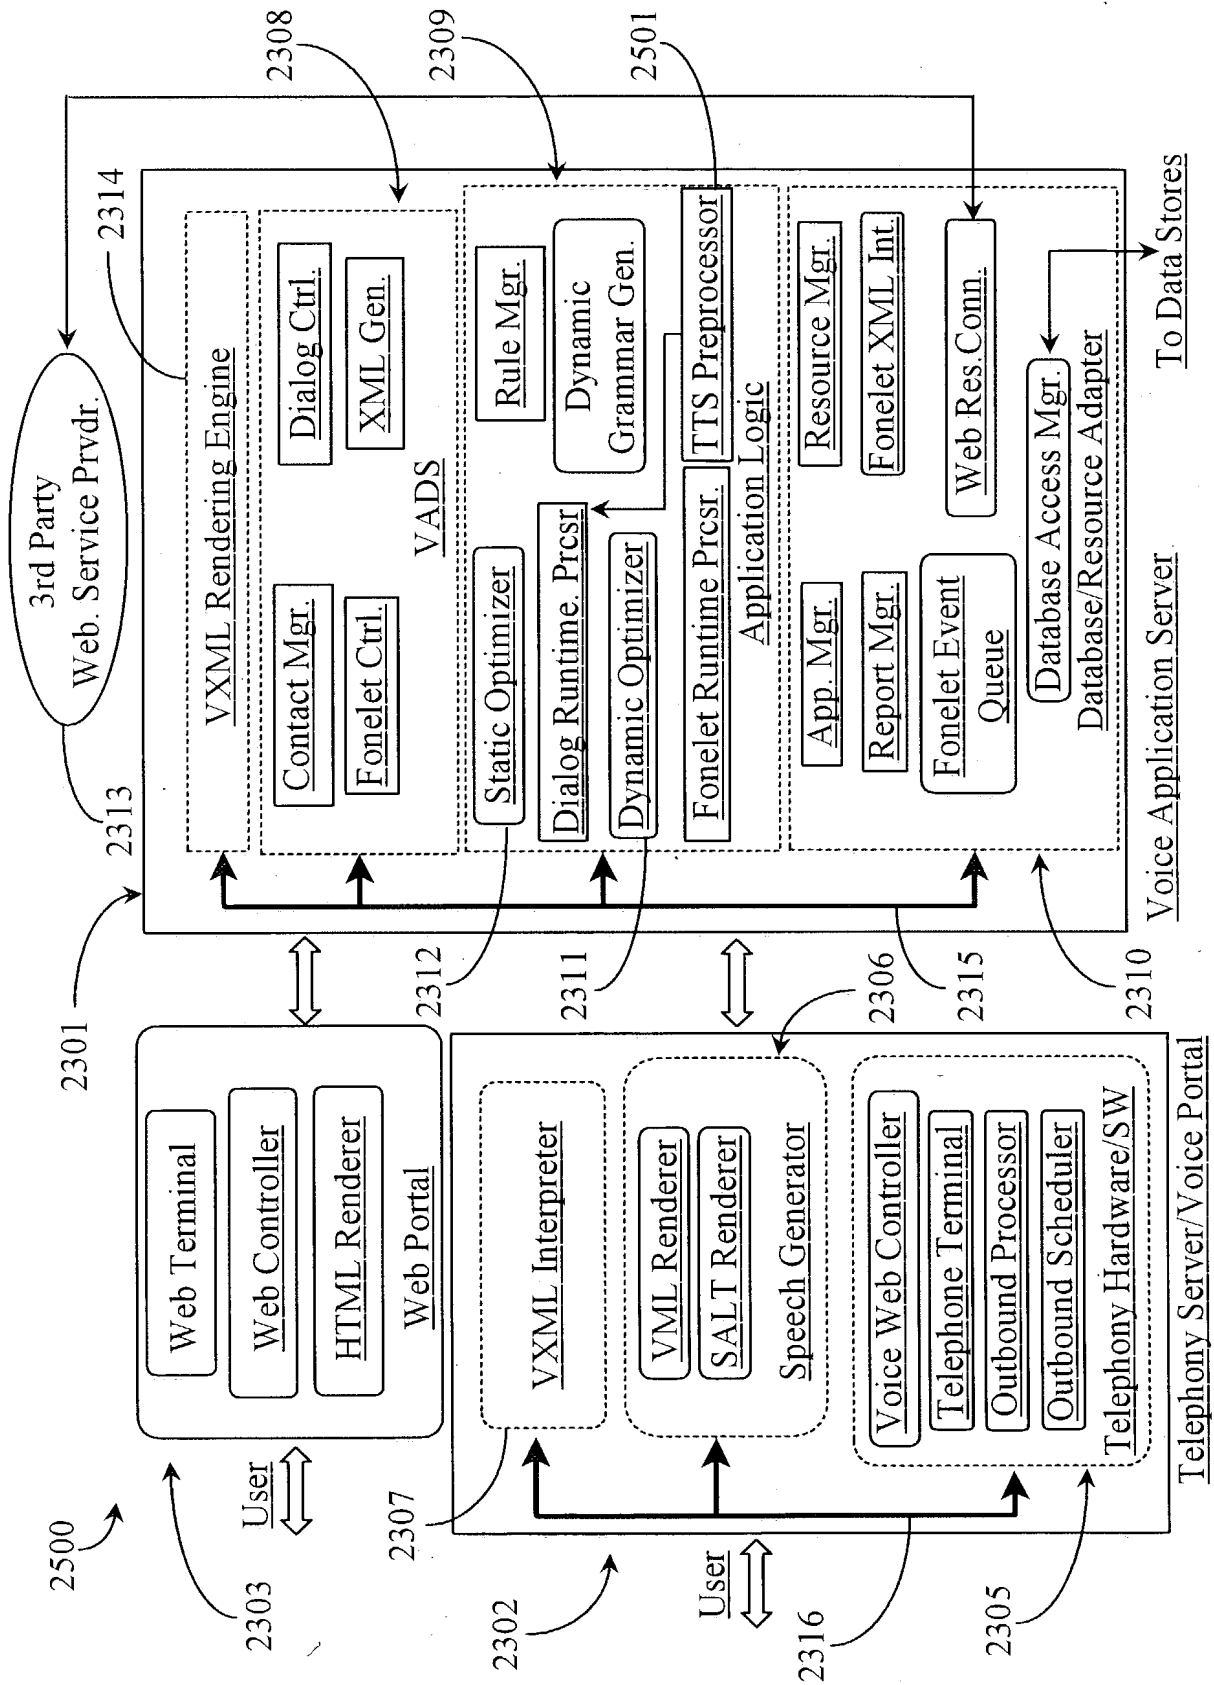 2500
2303
User
Web Terminal
Web Controller
HTML Renderer
Web Portal
2301
2313
3rd Party
Web. Service Prvdr.
2314
VXML Rendering Engine
2308
Contact Mgr.
Dialog Ctrl.
Fonelet Ctrl
XML Gen.
VADS
2309
Static Optimizer
Rule Mgr.
Dialog Runtime. Prcsr
Dynamic
Grammar Gen.
Dynamic Optimizer
2501
Fonelet Runtime Prcsr.
TTS Preprocessor
Application Logic
2312
2311
App. Mgr.
Resource Mgr.
Report Mgr.
Fonelet XML Int.
Fonelet Event
Queue
Web Res.Conn.
Database Access Mgr.
Database/Resource Adapter
To Data Stores
Voice Application Server
2306
2315
2310
2302
2307
User
VXML Interpreter
VML Renderer
SALT Renderer
Speech Generator
Voice Web Controller
Telephone Terminal
Outbound Processor
Outbound Scheduler
Telephony Hardware/SW
Telephony Server/Voice Portal
2316
2305